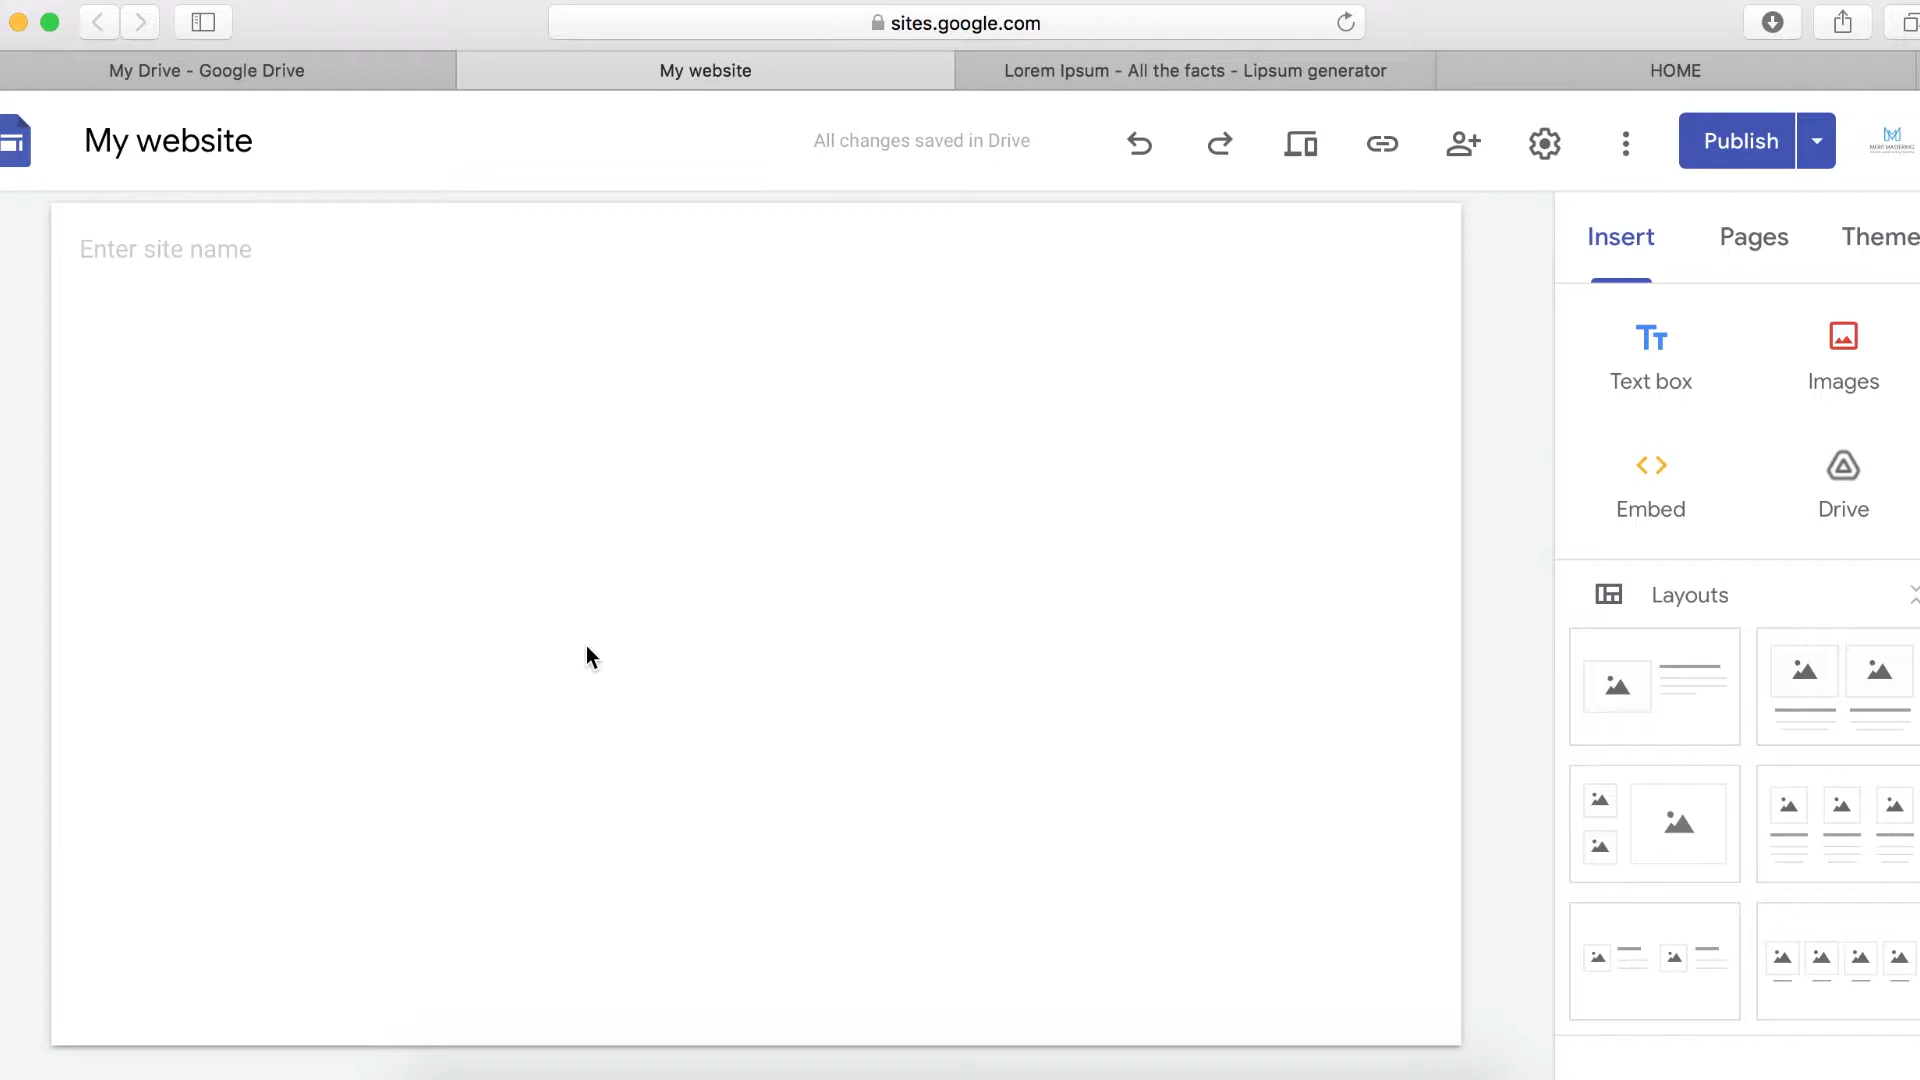 sites.google.com
My Drive - Google Drive
My website
Lorem Ipsum - All the facts - Lipsum generator
HOME
My website
All changes saved in Drive
Publish
Enter site name
Insert
Pages
Theme
Text box
Images
Embed
Drive
Layouts